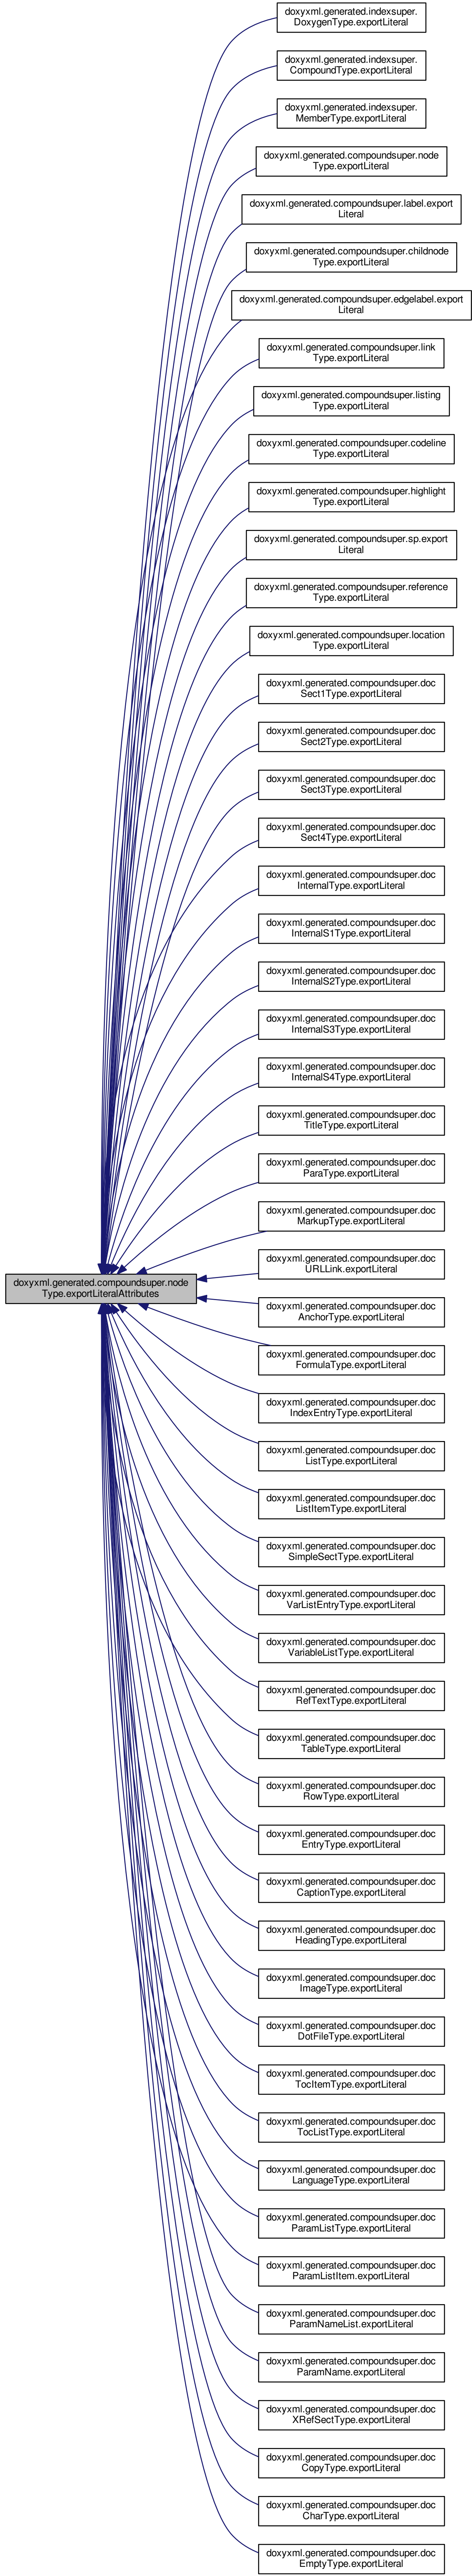 doxyxml.generated.indexsuper.
DoxygenType.exportLiteral
doxyxml.generated.indexsuper.
CompoundType.exportLiteral
doxyxml.generated.indexsuper.
MemberType.exportLiteral
doxyxml.generated.compoundsuper.node
Type.exportLiteral
doxyxml.generated.compoundsuper.label.export
Literal
doxyxml.generated.compoundsuper.childnode
Type.exportLiteral
doxyxml.generated.compoundsuper.edgelabel.export
Literal
doxyxml.generated.compoundsuper.link
Type.exportLiteral
doxyxml.generated.compoundsuper.listing
Type.exportLiteral
doxyxml.generated.compoundsuper.codeline
Type.exportLiteral
doxyxml.generated.compoundsuper.highlight
Type.exportLiteral
doxyxml.generated.compoundsuper.sp.export
Literal
doxyxml.generated.compoundsuper.reference
Type.exportLiteral
doxyxml.generated.compoundsuper.location
Type.exportLiteral
doxyxml.generated.compoundsuper.doc
Sect1Type.exportLiteral
doxyxml.generated.compoundsuper.doc
Sect2Type.exportLiteral
doxyxml.generated.compoundsuper.doc
Sect3Type.exportLiteral
doxyxml.generated.compoundsuper.doc
Sect4Type.exportLiteral
doxyxml.generated.compoundsuper.doc
InternalType.exportLiteral
doxyxml.generated.compoundsuper.doc
InternalS1Type.exportLiteral
doxyxml.generated.compoundsuper.doc
InternalS2Type.exportLiteral
doxyxml.generated.compoundsuper.doc
InternalS3Type.exportLiteral
doxyxml.generated.compoundsuper.doc
InternalS4Type.exportLiteral
doxyxml.generated.compoundsuper.doc
TitleType.exportLiteral
doxyxml.generated.compoundsuper.doc
ParaType.exportLiteral
doxyxml.generated.compoundsuper.doc
MarkupType.exportLiteral
doxyxml.generated.compoundsuper.doc
URLLink.exportLiteral
doxyxml.generated.compoundsuper.node
Type.exportLiteralAttributes
doxyxml.generated.compoundsuper.doc
AnchorType.exportLiteral
doxyxml.generated.compoundsuper.doc
FormulaType.exportLiteral
doxyxml.generated.compoundsuper.doc
IndexEntryType.exportLiteral
doxyxml.generated.compoundsuper.doc
ListType.exportLiteral
doxyxml.generated.compoundsuper.doc
ListItemType.exportLiteral
doxyxml.generated.compoundsuper.doc
SimpleSectType.exportLiteral
doxyxml.generated.compoundsuper.doc
VarListEntryType.exportLiteral
doxyxml.generated.compoundsuper.doc
VariableListType.exportLiteral
doxyxml.generated.compoundsuper.doc
RefTextType.exportLiteral
doxyxml.generated.compoundsuper.doc
TableType.exportLiteral
doxyxml.generated.compoundsuper.doc
RowType.exportLiteral
doxyxml.generated.compoundsuper.doc
EntryType.exportLiteral
doxyxml.generated.compoundsuper.doc
CaptionType.exportLiteral
doxyxml.generated.compoundsuper.doc
HeadingType.exportLiteral
doxyxml.generated.compoundsuper.doc
ImageType.exportLiteral
doxyxml.generated.compoundsuper.doc
DotFileType.exportLiteral
doxyxml.generated.compoundsuper.doc
TocItemType.exportLiteral
doxyxml.generated.compoundsuper.doc
TocListType.exportLiteral
doxyxml.generated.compoundsuper.doc
LanguageType.exportLiteral
doxyxml.generated.compoundsuper.doc
ParamListType.exportLiteral
doxyxml.generated.compoundsuper.doc
ParamListItem.exportLiteral
doxyxml.generated.compoundsuper.doc
ParamNameList.exportLiteral
doxyxml.generated.compoundsuper.doc
ParamName.exportLiteral
doxyxml.generated.compoundsuper.doc
XRefSectType.exportLiteral
doxyxml.generated.compoundsuper.doc
CopyType.exportLiteral
doxyxml.generated.compoundsuper.doc
CharType.exportLiteral
doxyxml.generated.compoundsuper.doc
EmptyType.exportLiteral